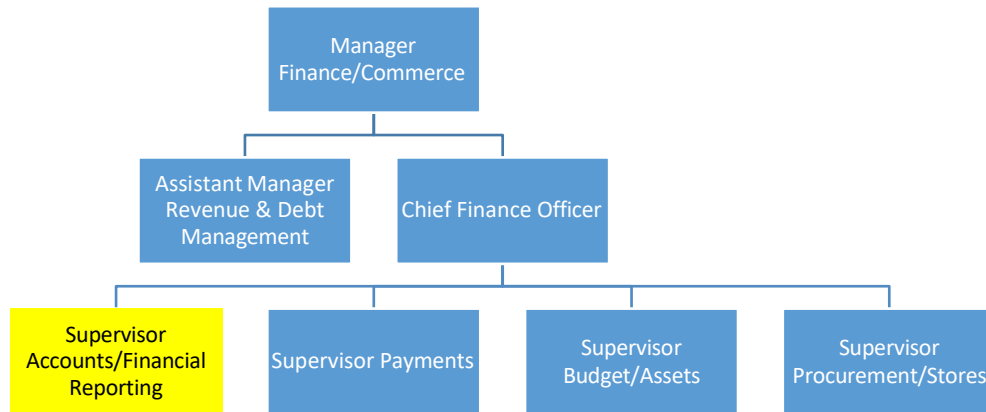 Manager
Finance/Commerce
Assistant Manager
Revenue & Debt
Management
Chief Finance Officer
Supervisor
Accounts/Financial
Reporting
Supervisor Payments
Supervisor
Budget/Assets
Supervisor
Procurement/Stores